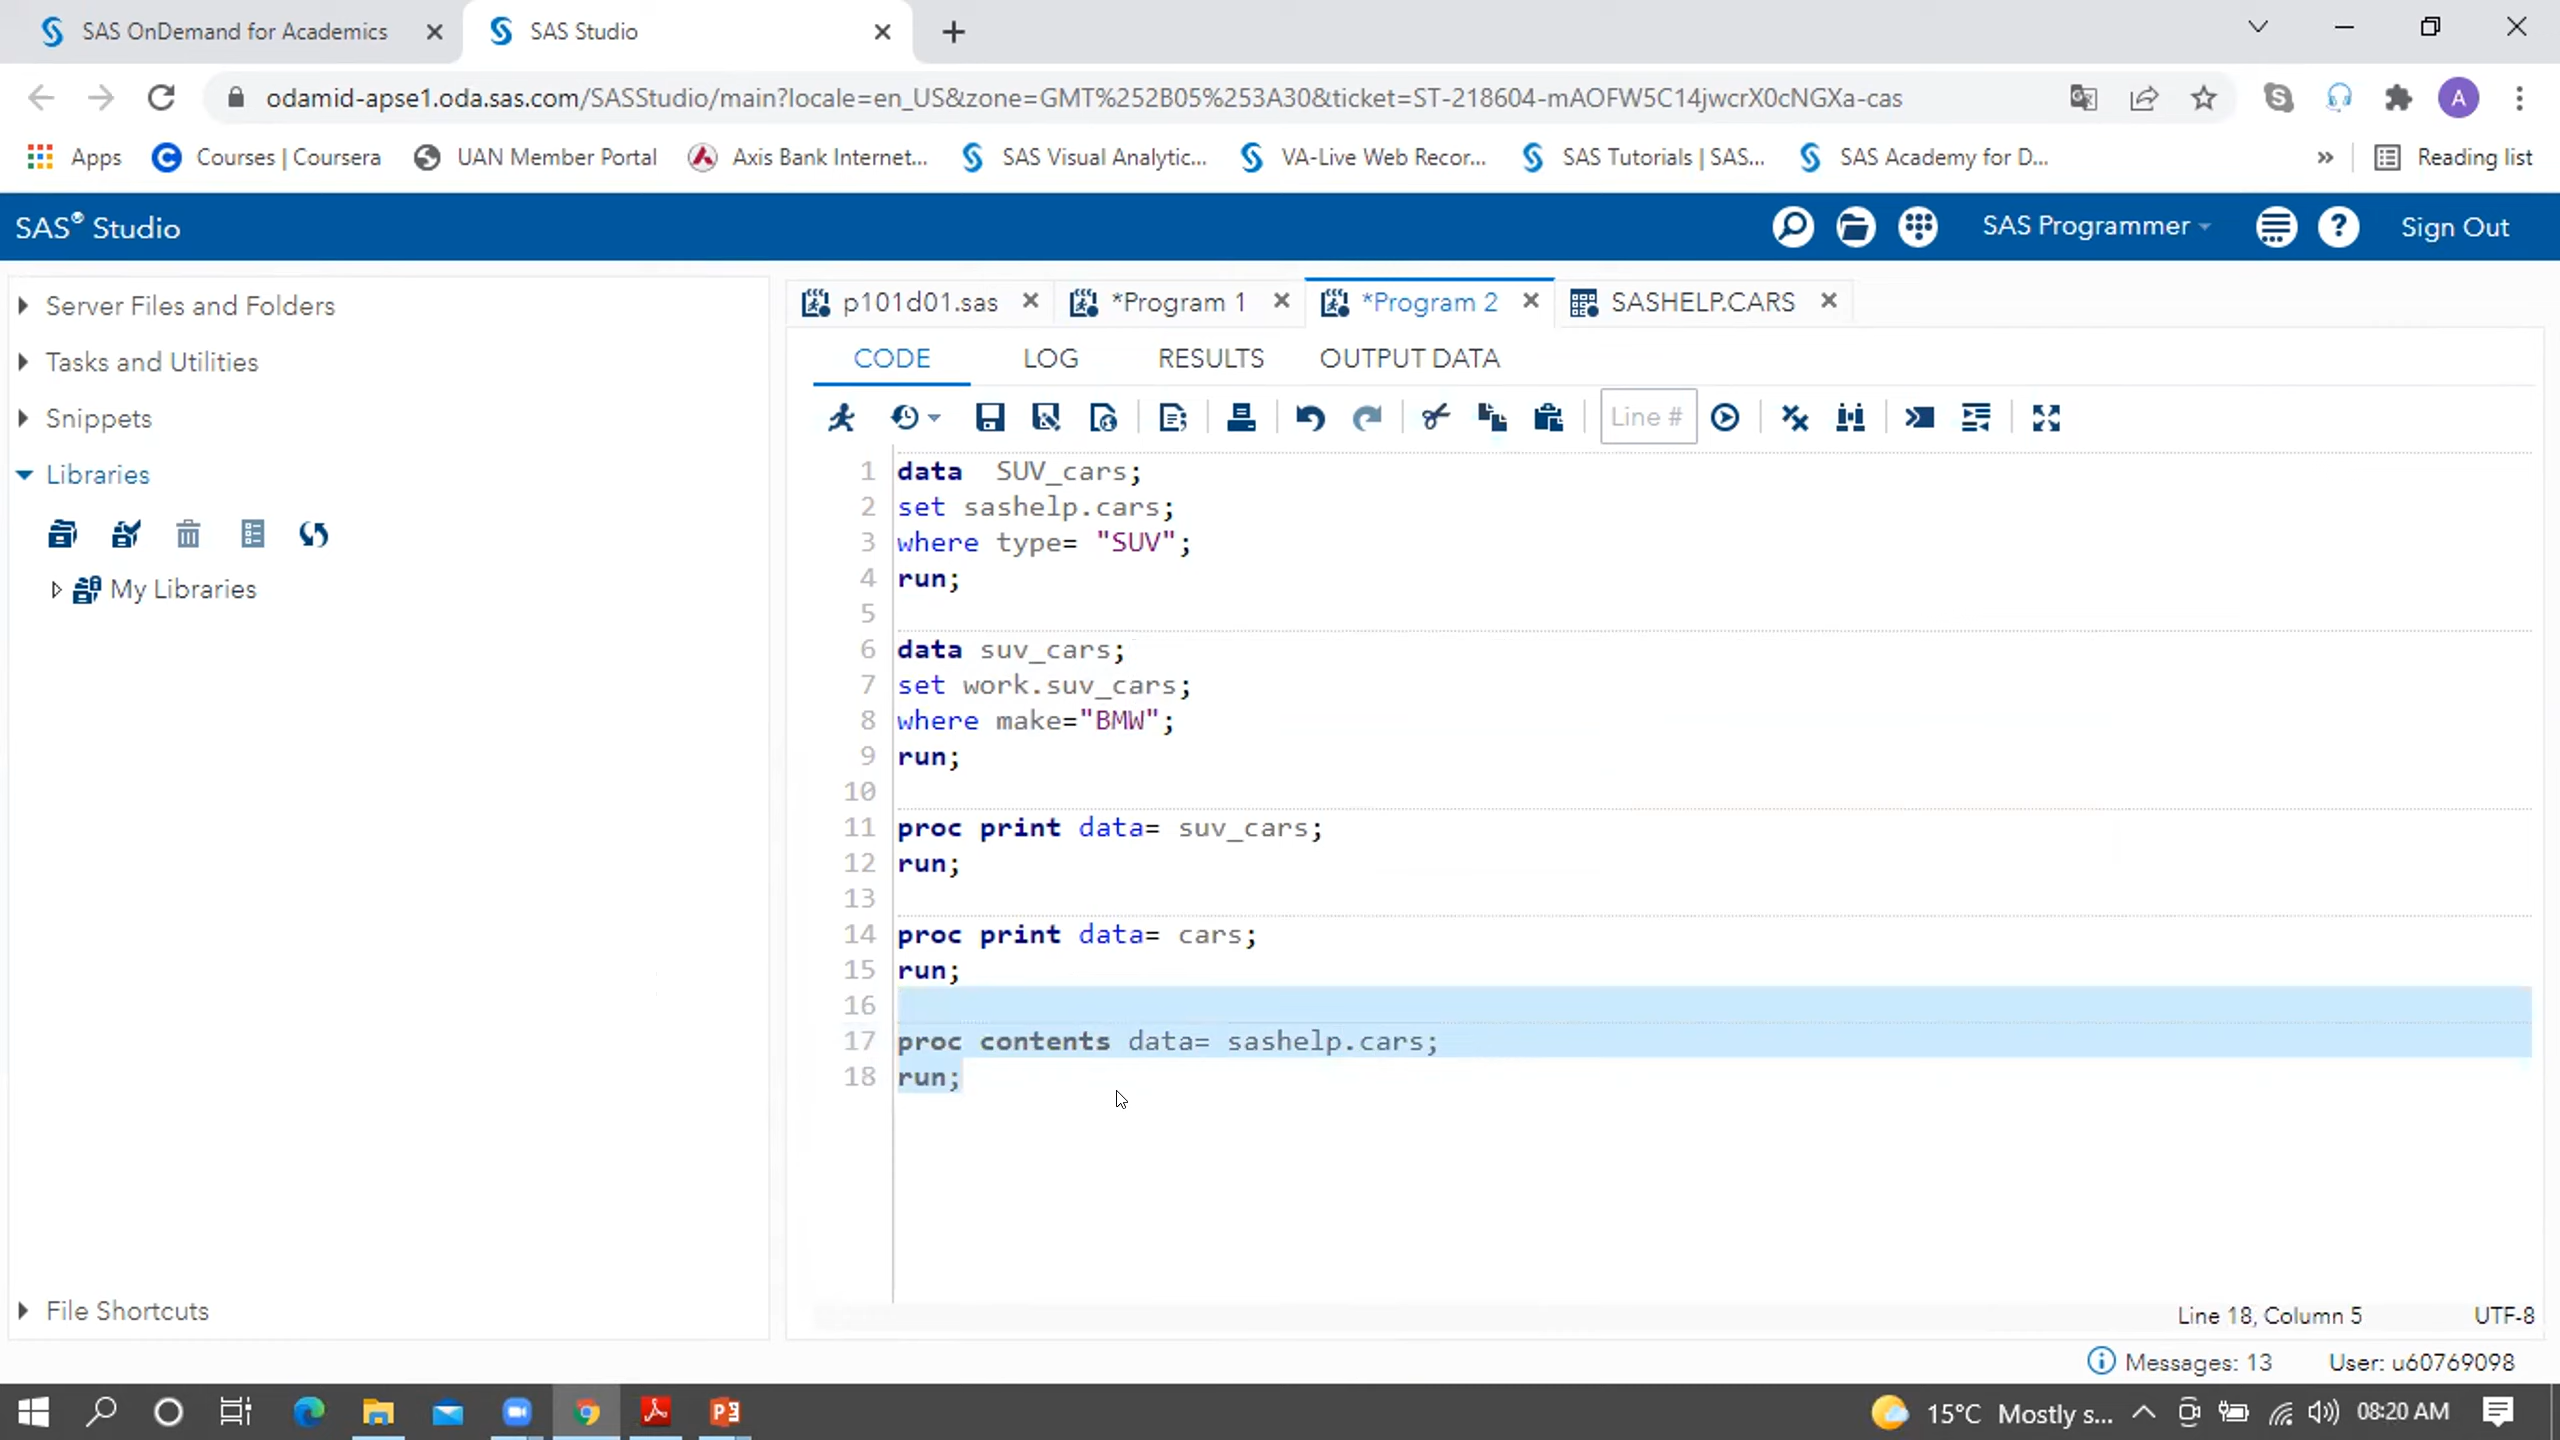 SAS OnDemand for Academics
SAS Studio
odamid-apse1.oda.sas.com/SASStudio/main?locale=en_US&zone=GMT%252B05%253A30&ticket=ST-218604-mAOFW5C14jwcrX0cNGXa-cas
A
Apps
Courses | Coursera
UAN Member Portal
Axis Bank Internet...
SAS Visual Analytic...
VA-Live Web Recor...
SAS Tutorials | SAS...
SAS Academy for D...
»
Reading list
SAS® Studio
SAS Programmer
Sign Out
Server Files and Folders
Tasks and Utilities
Snippets
Libraries
My Libraries
File Shortcuts
p101d01.sas
*Program 1
*Program 2
SASHELP.CARS
CODE
LOG
RESULTS
OUTPUT DATA
Line #
1 data  SUV_cars;
2 set sashelp.cars;
3 where type= "SUV";
4 run;
5
6 data suv_cars;
7 set work.suv_cars;
8 where make="BMW";
9 run;
10
11 proc print data= suv_cars;
12 run;
13
14 proc print data= cars;
15 run;
16
17 proc contents data= sashelp.cars;
18 run;
Line 18, Column 5
UTF-8
Messages: 13
User: u60769098
15°C Mostly s...
08:20 AM